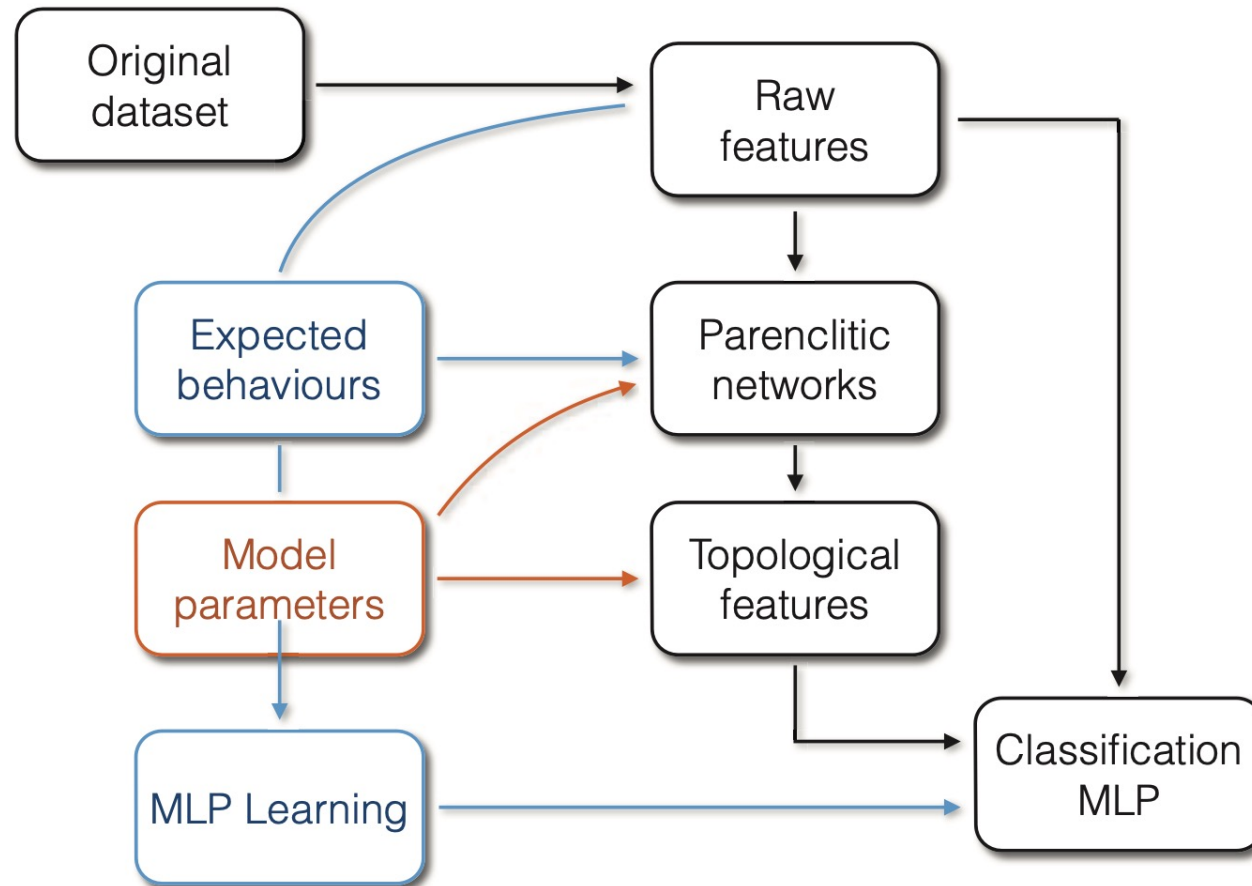 Original
dataset
Raw
features
Expected
behaviours
Parenclitic
networks
Model
parameters
Topological
features
MLP Learning
Classification
MLP